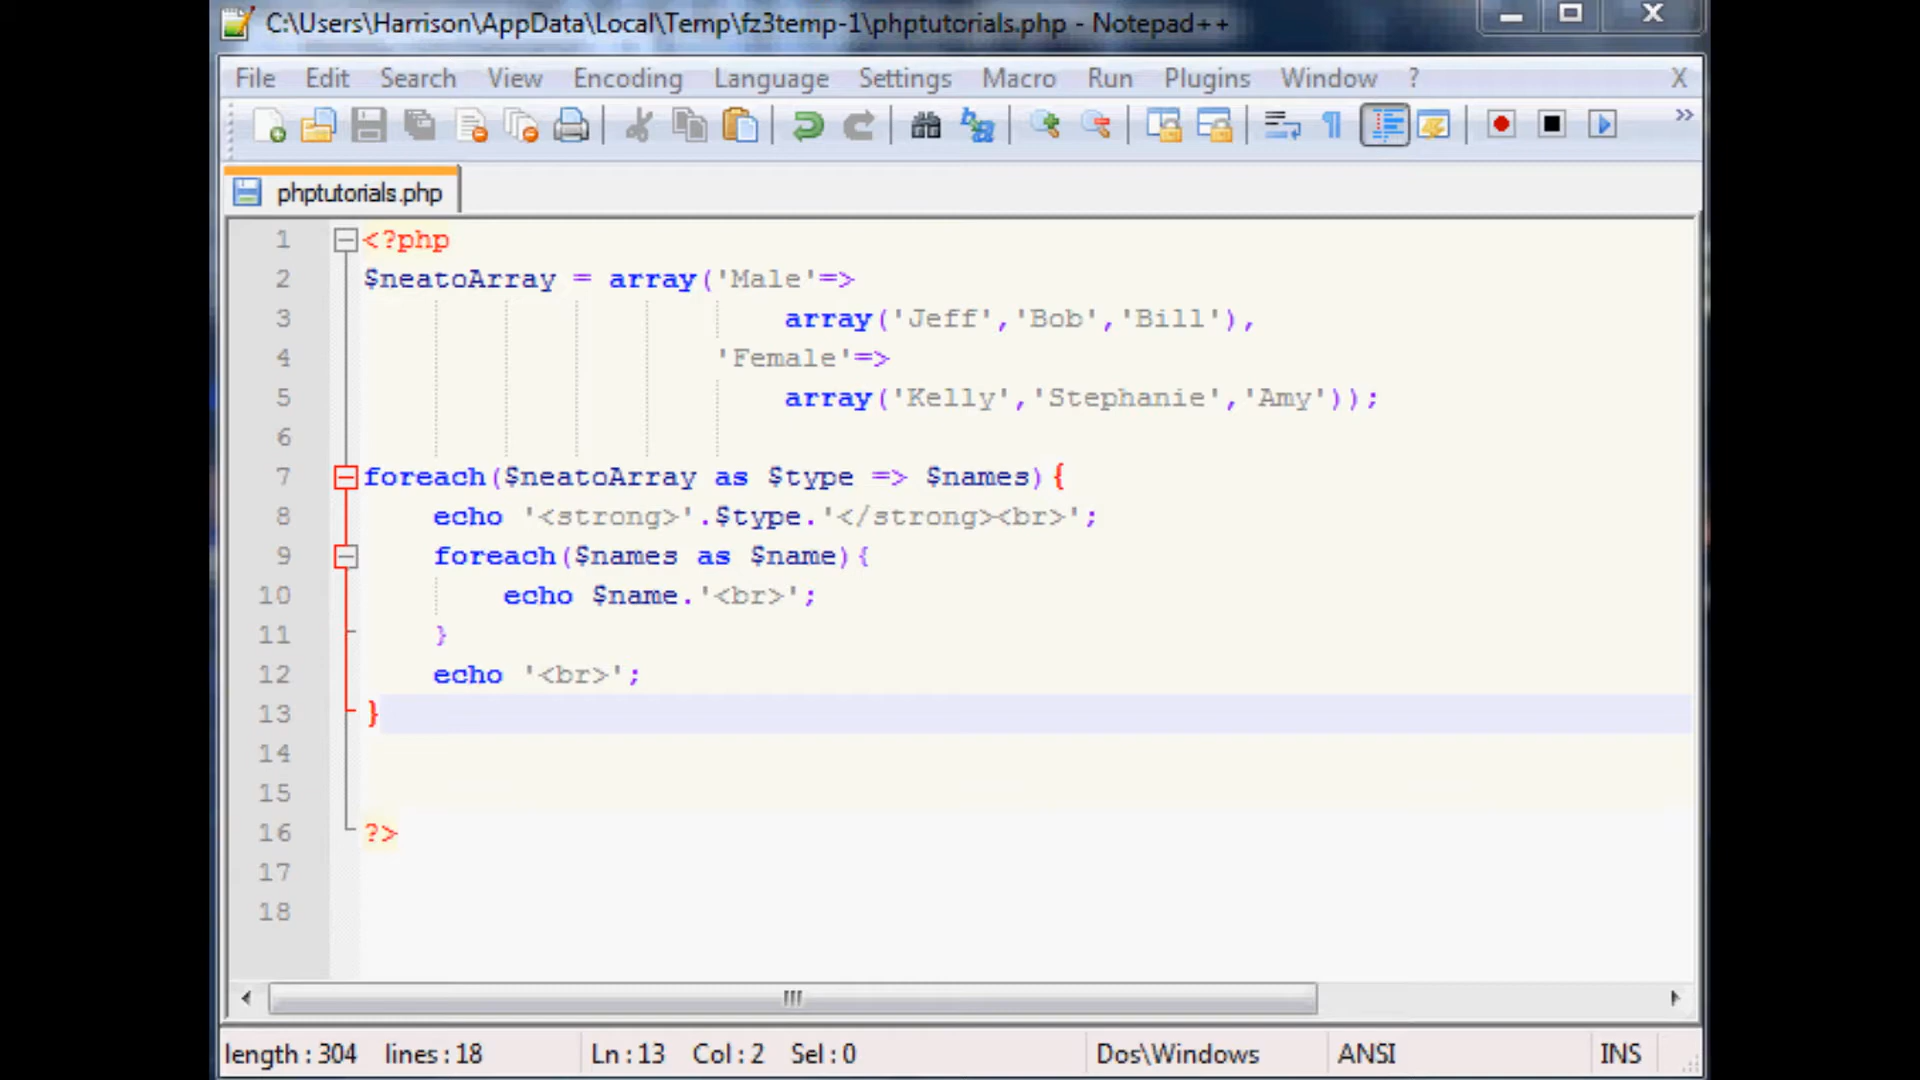 C:\Users\Harrison\AppData\Local\Temp\fz3temp-1\phptutorials.php - Notepad++
File Edit Search View Encoding Language Settings Macro Run Plugins Window ? X
phptutorials.php
1 <?php
2 $neatoArray = array('Male'=>
3 array('Jeff','Bob','Bill'),
4 'Female'=>
5 array('Kelly','Stephanie','Amy'));
6
7 foreach($neatoArray as $type => $names){
8 echo '<strong>'.$type.'</strong><br>';
9 foreach($names as $name){
10 echo $name.'<br>';
11 }
12 echo '<br>';
13 }
14
15
16 ?>
17
18
length : 304 lines : 18 Ln : 13 Col : 2 Sel : 0 Dos\Windows ANSI INS